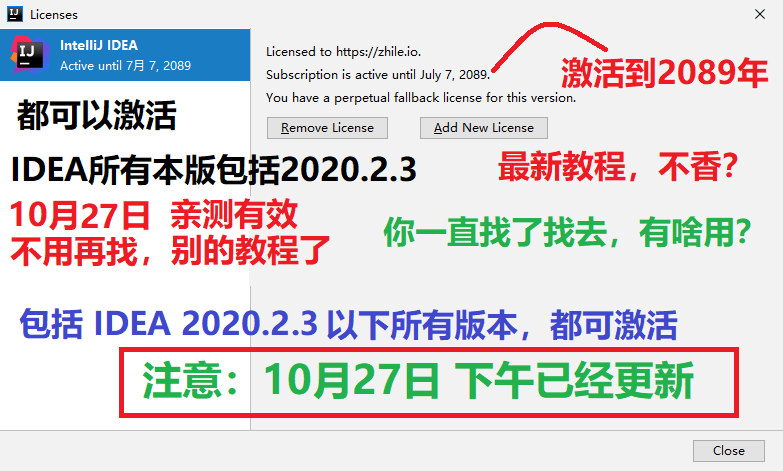 Licenses
IntelliJ IDEA
Active until 7月 7, 2089
Licensed to https://zhile.io.
Subscription is active until July 7, 2089.
You have a perpetual fallback license for this version.
激活到2089年
Remove License
Add New License
都可以激活
IDEA所有本版包括2020.2.3
最新教程，不香？
10月27日 亲测有效
不用再找，别的教程了
你一直找了找去，有啥用？
包括 IDEA 2020.2.3 以下所有版本，都可激活
注意：10月27日 下午已经更新
Close